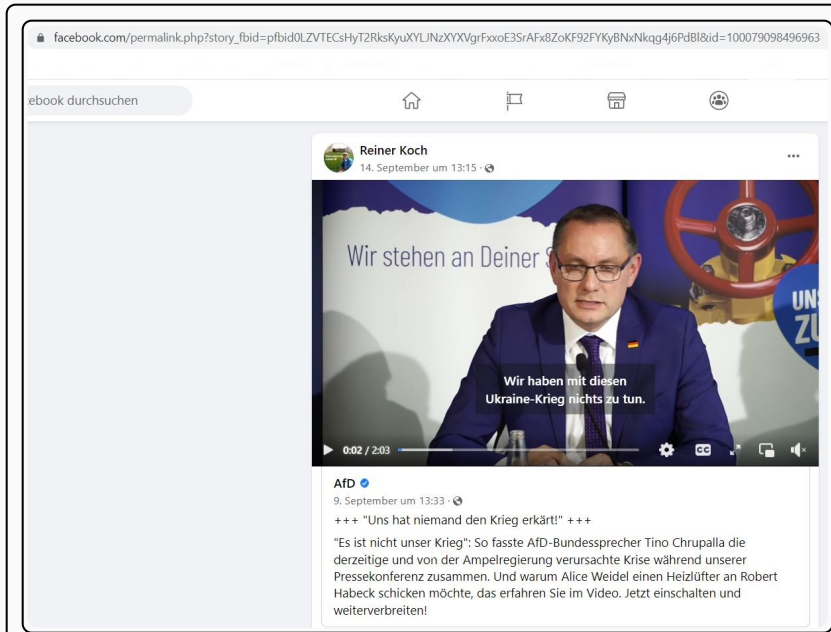 facebook.com/permalink.php?story_fbid=pfbid0LZVTECsHyT2RksKyuXYLJNzXYXVgrFxxoE3SrAFx8ZoKF92FYKyBNxNkqg4j6PdBl&id=100079098496963
ebook durchsuchen
Reiner Koch
14. September um 13:15 ·
Wir stehen an Deiner S
UNS
ZU
Wir haben mit diesen
Ukraine-Krieg nichts zu tun.
0:02 / 2:03
CC
AfD
9. September um 13:33 ·
+++ "Uns hat niemand den Krieg erkärt!" +++
"Es ist nicht unser Krieg": So fasste AfD-Bundessprecher Tino Chrupalla die
derzeitige und von der Ampelregierung verursachte Krise während unserer
Pressekonferenz zusammen. Und warum Alice Weidel einen Heizlüfter an Robert
Habeck schicken möchte, das erfahren Sie im Video. Jetzt einschalten und
weiterverbreiten!